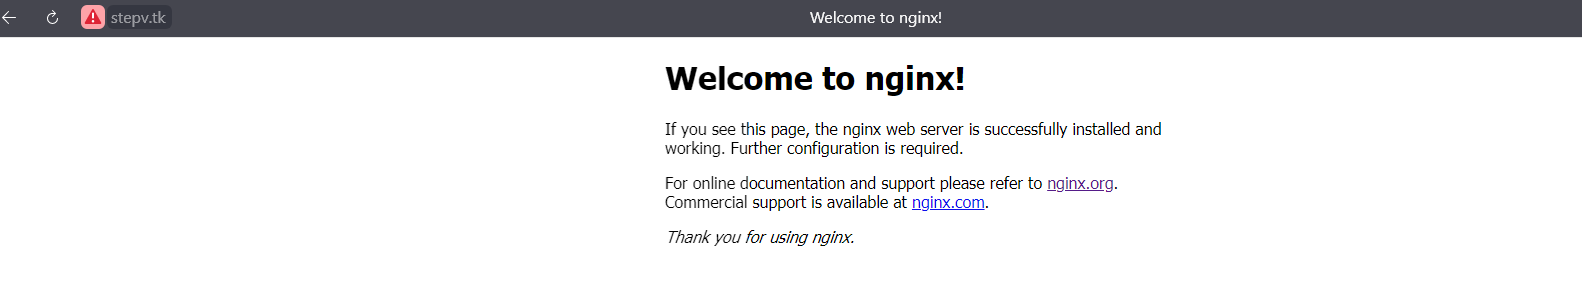 stepv.tk
Welcome to nginx!
Welcome to nginx!
If you see this page, the nginx web server is successfully installed and
working. Further configuration is required.
For online documentation and support please refer to nginx.org.
Commercial support is available at nginx.com.
Thank you for using nginx.